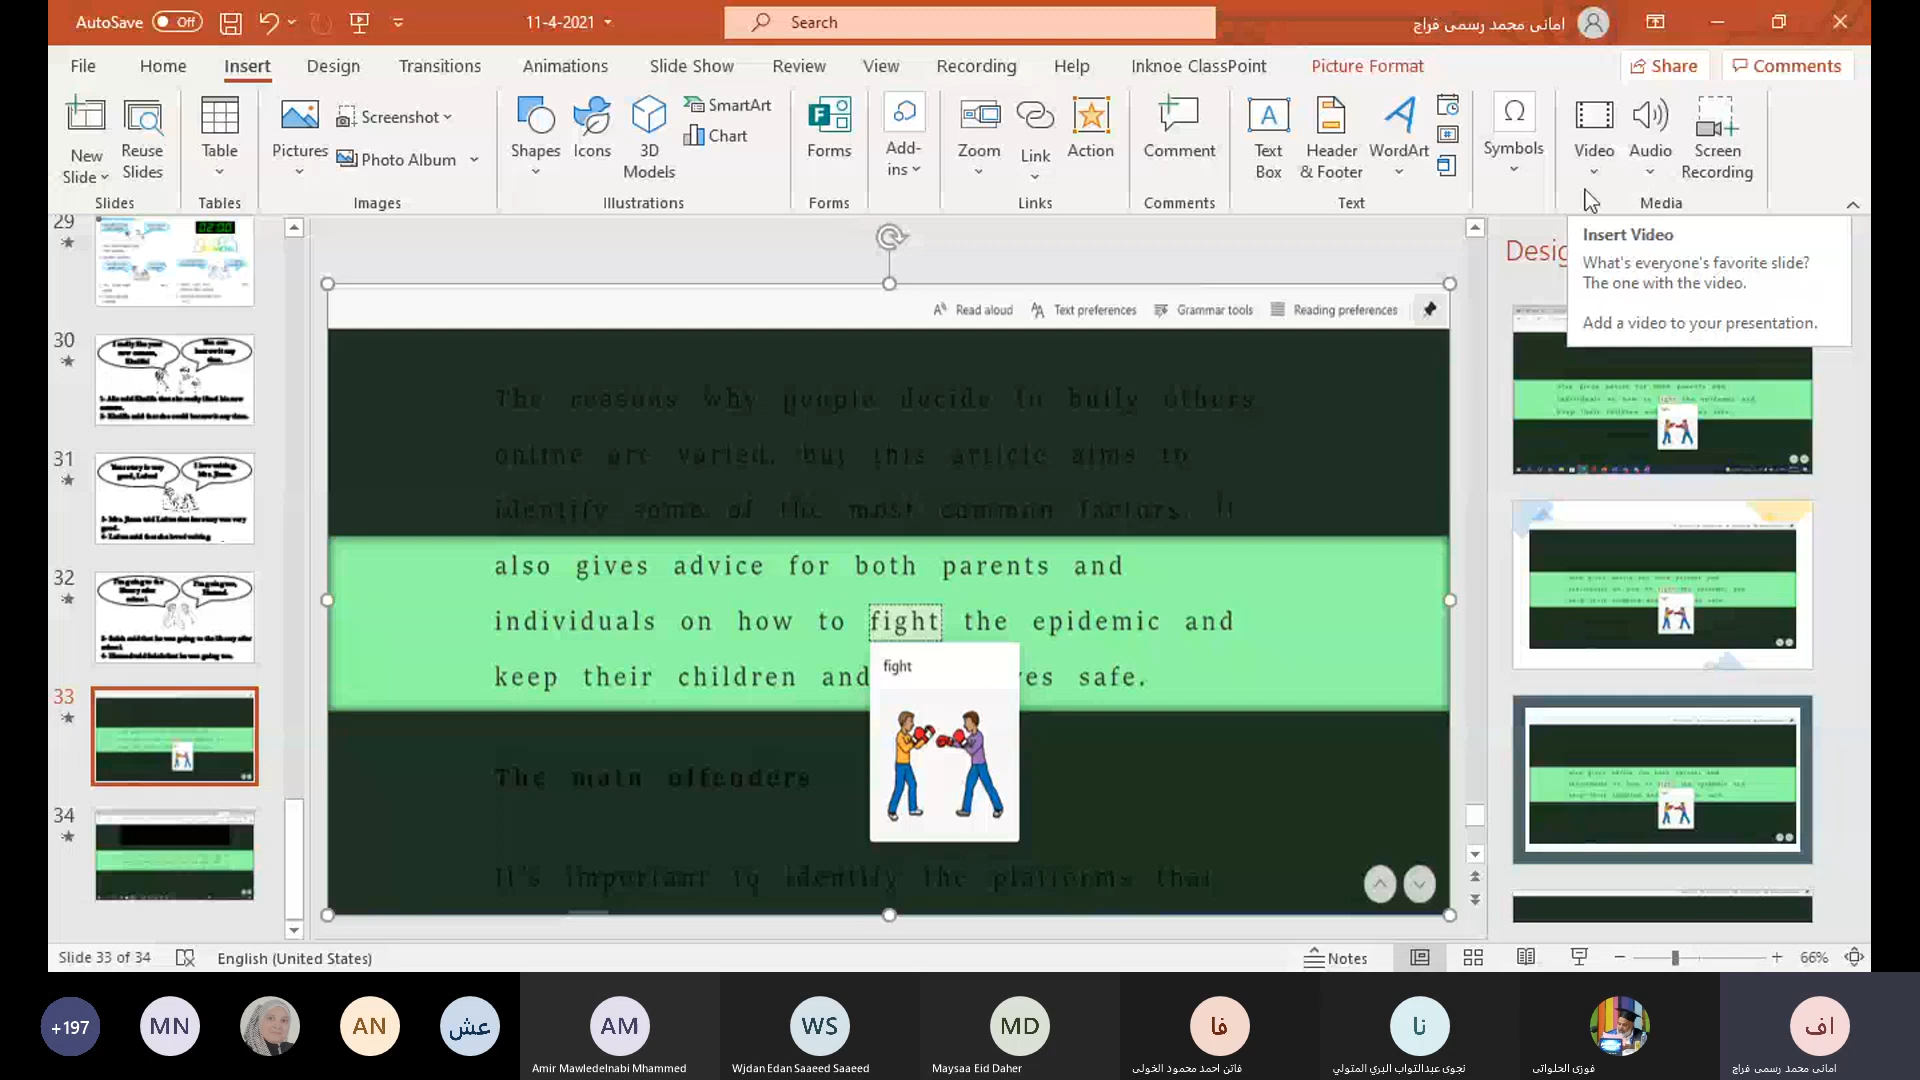 AutoSave Off
11-4-2021
Search
امانى محمد رسمى فراج
File Home Insert Design Transitions Animations Slide Show Review View Recording Help Inknoe ClassPoint Picture Format
Share Comments
New Slide
Reuse Slides
Table
Pictures
Screenshot
Photo Album
Shapes
Icons
3D Models
SmartArt
Chart
Forms
Add-ins
Zoom
Link
Action
Comment
Text Box
Header & Footer
WordArt
Symbols
Video
Audio
Screen Recording
Slides Tables Images Illustrations Forms Links Comments Text Media
Insert Video
What's everyone's favorite slide?
The one with the video.
Add a video to your presentation.
29
02:00
30
31
32
33
34
Read aloud Text preferences Grammar tools Reading preferences
The reasons why people decide to bully others
online are varied, but this article aims to
identify some of the most common factors. It
also gives advice for both parents and
individuals on how to fight the epidemic and
keep their children and ves safe.
fight
The main offenders
It's important to identify the platforms that
Slide 33 of 34
English (United States)
Notes
66%
+197
MN
AN
عش
AM
WS
MD
فا
نا
اف
Amir Mawledelnabi Mhammed
Wjdan Edan Saaeed Saaeed
Maysaa Eid Daher
فاتن احمد محمود الخولى
نجوى عبدالتواب البري المتولي
فوزى الحلواتى
امانى محمد رسمى فراج